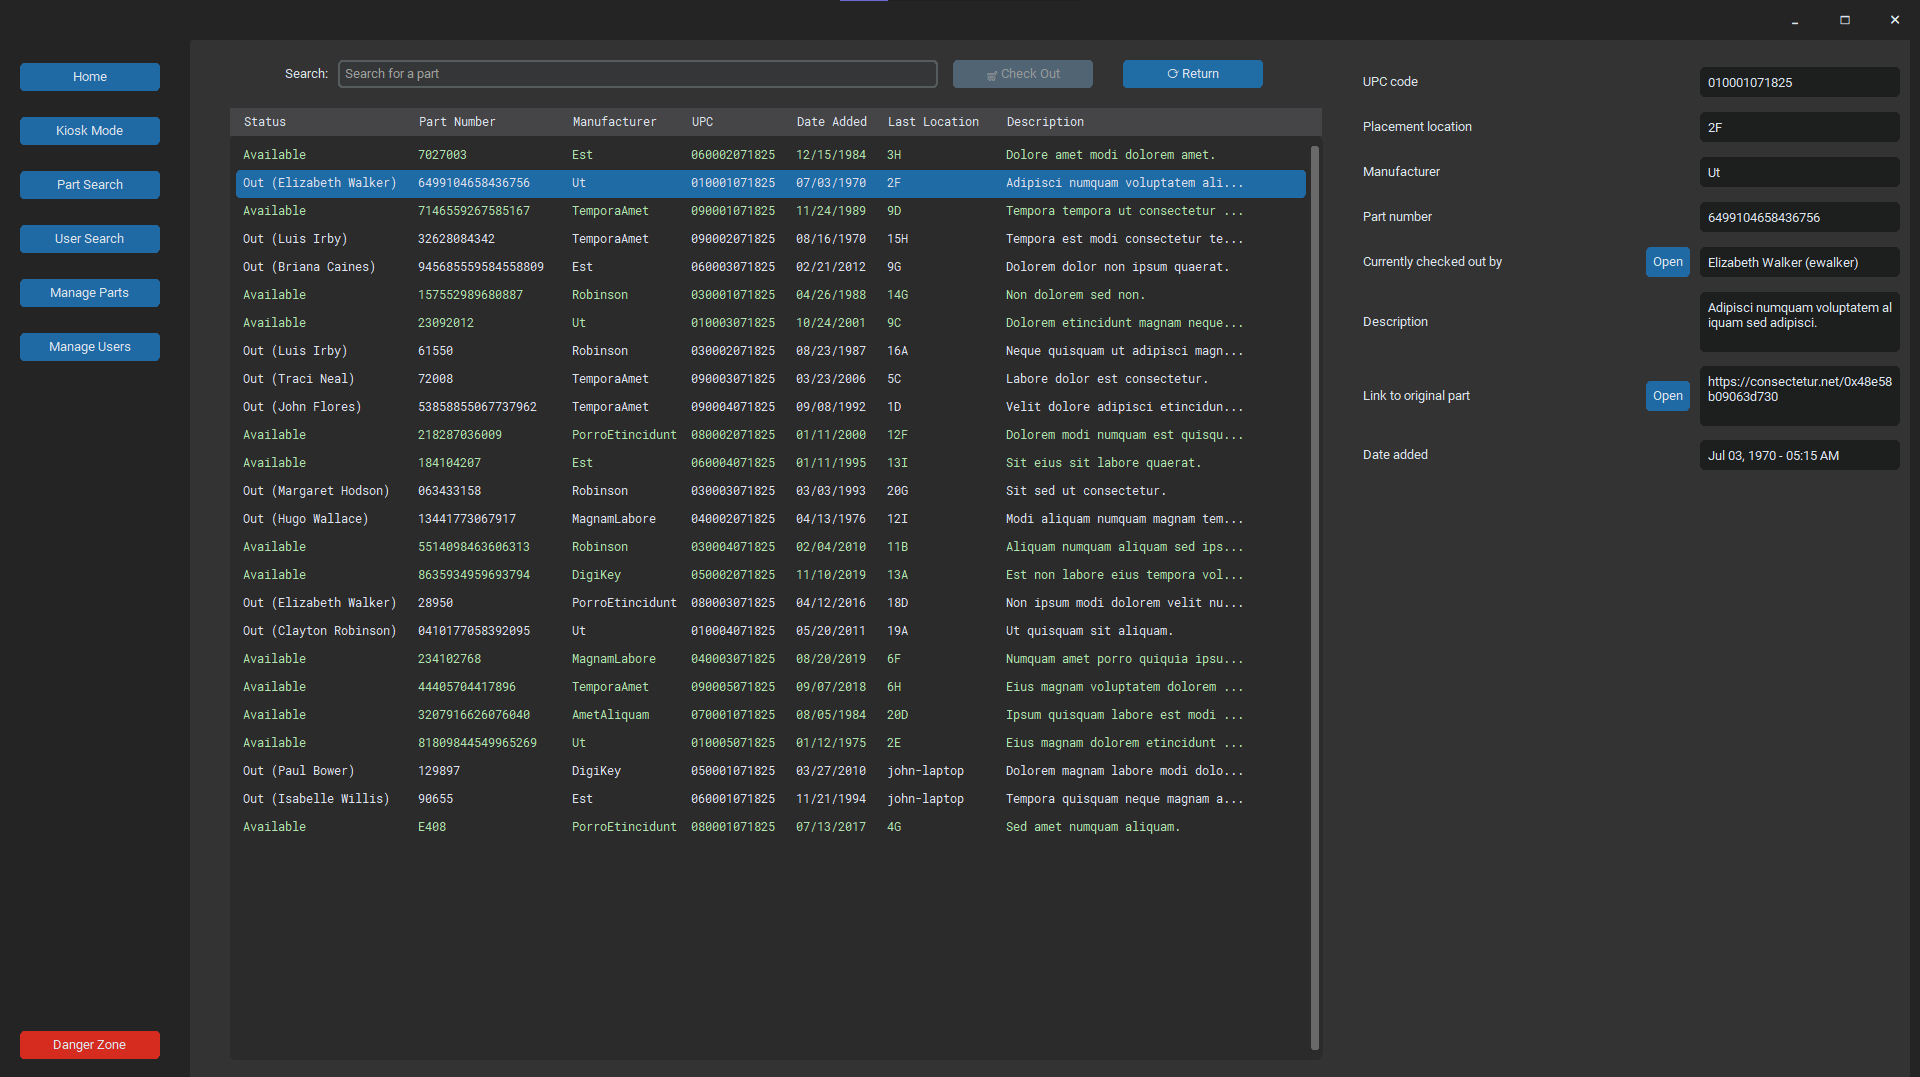 Home
Kiosk Mode
Part Search
User Search
Manage Parts
Manage Users
Danger Zone
Search: Search for a part Check Out Return
Status Part Number Manufacturer UPC Date Added Last Location Description
Available 7027003 Est 060002071825 12/15/1984 3H Dolore amet modi dolorem amet.
Out (Elizabeth Walker) 6499104658436756 Ut 010001071825 07/03/1970 2F Adipisci numquam voluptatem ali...
Available 7146559267585167 TemporaAmet 090001071825 11/24/1989 9D Tempora tempora ut consectetur ...
Out (Luis Irby) 32628084342 TemporaAmet 090002071825 08/16/1970 15H Tempora est modi consectetur te...
Out (Briana Caines) 945685559584558809 Est 060003071825 02/21/2012 9G Dolorem dolor non ipsum quaerat.
Available 157552989680887 Robinson 030001071825 04/26/1988 14G Non dolorem sed non.
Available 23092012 Ut 010003071825 10/24/2001 9C Dolorem etincidunt magnam neque...
Out (Luis Irby) 61550 Robinson 030002071825 08/23/1987 16A Neque quisquam ut adipisci magn...
Out (Traci Neal) 72008 TemporaAmet 090003071825 03/23/2006 5C Labore dolor est consectetur.
Out (John Flores) 53858855067737962 TemporaAmet 090004071825 09/08/1992 1D Velit dolore adipisci etincidun...
Available 218287036009 PorroEtincidunt 080002071825 01/11/2000 12F Dolorem modi numquam est quisqu...
Available 184104207 Est 060004071825 01/11/1995 13I Sit eius sit labore quaerat.
Out (Margaret Hodson) 063433158 Robinson 030003071825 03/03/1993 20G Sit sed ut consectetur.
Out (Hugo Wallace) 13441773067917 MagnamLabore 040002071825 04/13/1976 12I Modi aliquam numquam magnam tem...
Available 5514098463606313 Robinson 030004071825 02/04/2010 11B Aliquam numquam aliquam sed ips...
Available 8635934959693794 DigiKey 050002071825 11/10/2019 13A Est non labore eius tempora vol...
Out (Elizabeth Walker) 28950 PorroEtincidunt 080003071825 04/12/2016 18D Non ipsum modi dolorem velit nu...
Out (Clayton Robinson) 0410177058392095 Ut 010004071825 05/20/2011 19A Ut quisquam sit aliquam.
Available 234102768 MagnamLabore 040003071825 08/20/2019 6F Numquam amet porro quiquia ipsu...
Available 44405704417896 TemporaAmet 090005071825 09/07/2018 6H Eius magnam voluptatem dolorem ...
Available 3207916626076040 AmetAliquam 070001071825 08/05/1984 20D Ipsum quisquam labore est modi ...
Available 81809844549965269 Ut 010005071825 01/12/1975 2E Eius magnam dolorem etincidunt ...
Out (Paul Bower) 129897 DigiKey 050001071825 03/27/2010 john-laptop Dolorem magnam labore modi dolo...
Out (Isabelle Willis) 90655 Est 060001071825 11/21/1994 john-laptop Tempora quisquam neque magnam a...
Available E408 PorroEtincidunt 080001071825 07/13/2017 4G Sed amet numquam aliquam.
UPC code 010001071825
Placement location 2F
Manufacturer Ut
Part number 6499104658436756
Currently checked out by Open Elizabeth Walker (ewalker)
Description Adipisci numquam voluptatem al
iquam sed adipisci.
Link to original part Open https://consectetur.net/0x48e58
b09063d730
Date added Jul 03, 1970 - 05:15 AM